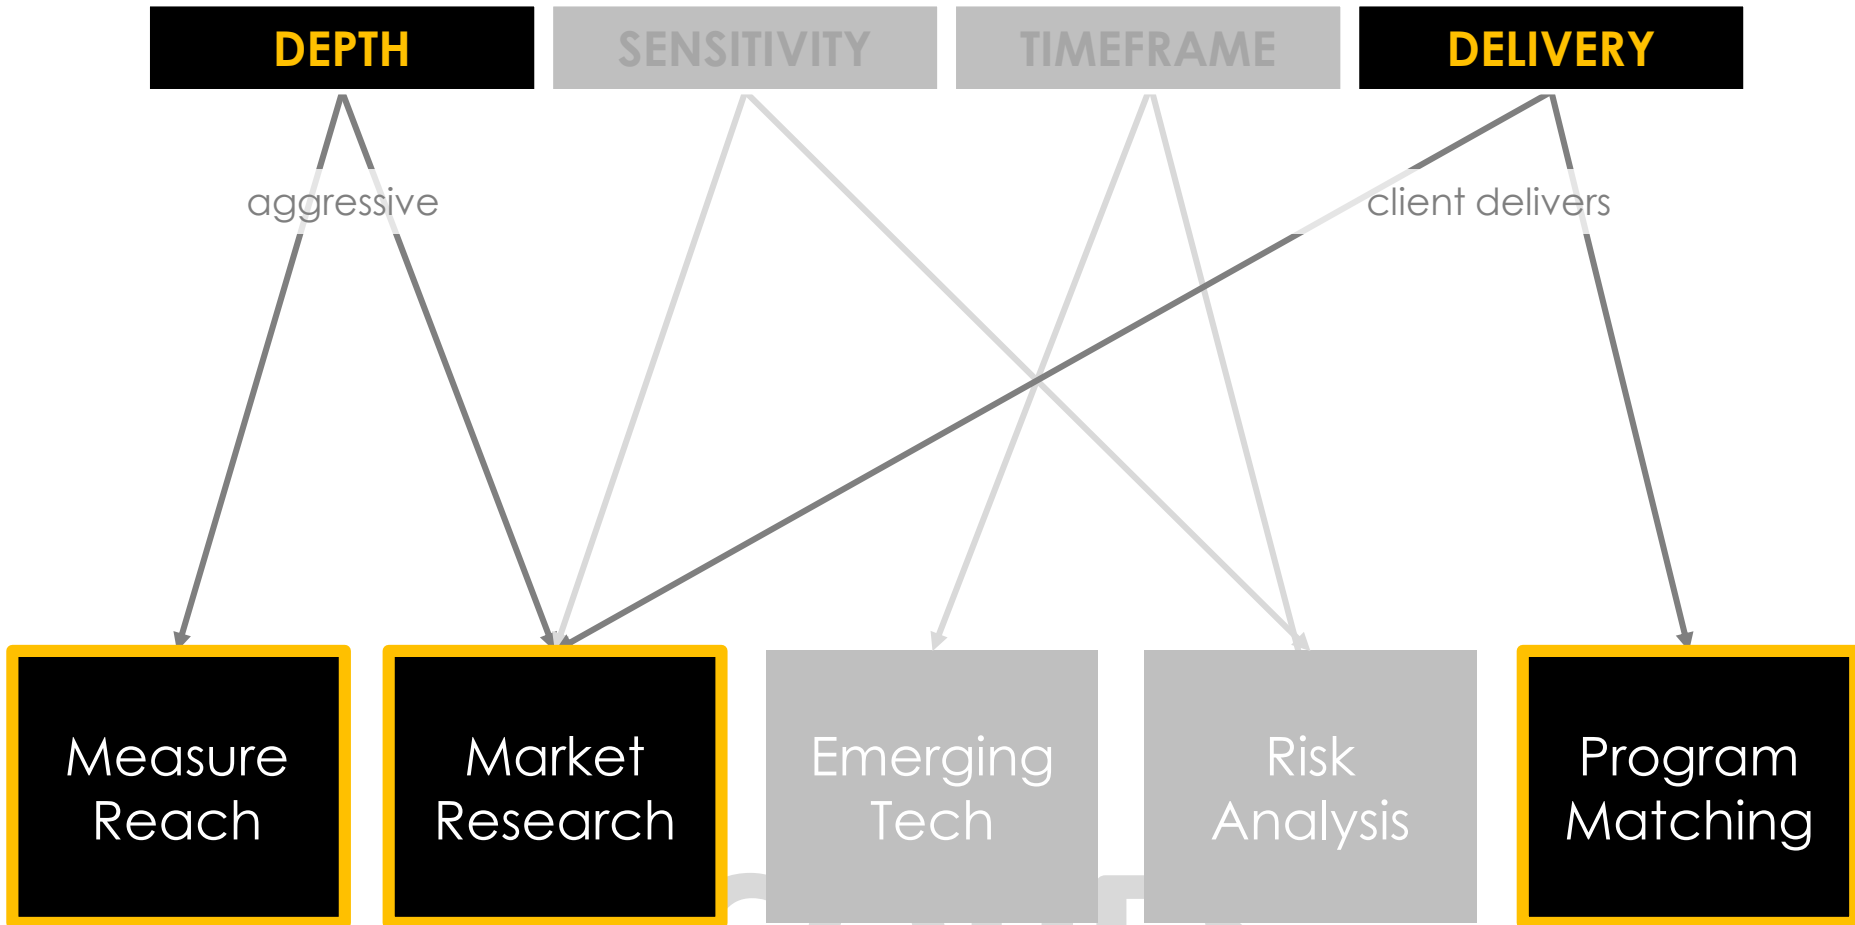 DEPTH
SENSITIVITY
TIMEFRAME
DELIVERY
aggressive
client delivers
Measure
Reach
Market
Research
Emerging
Tech
Risk
Analysis
Program
Matching